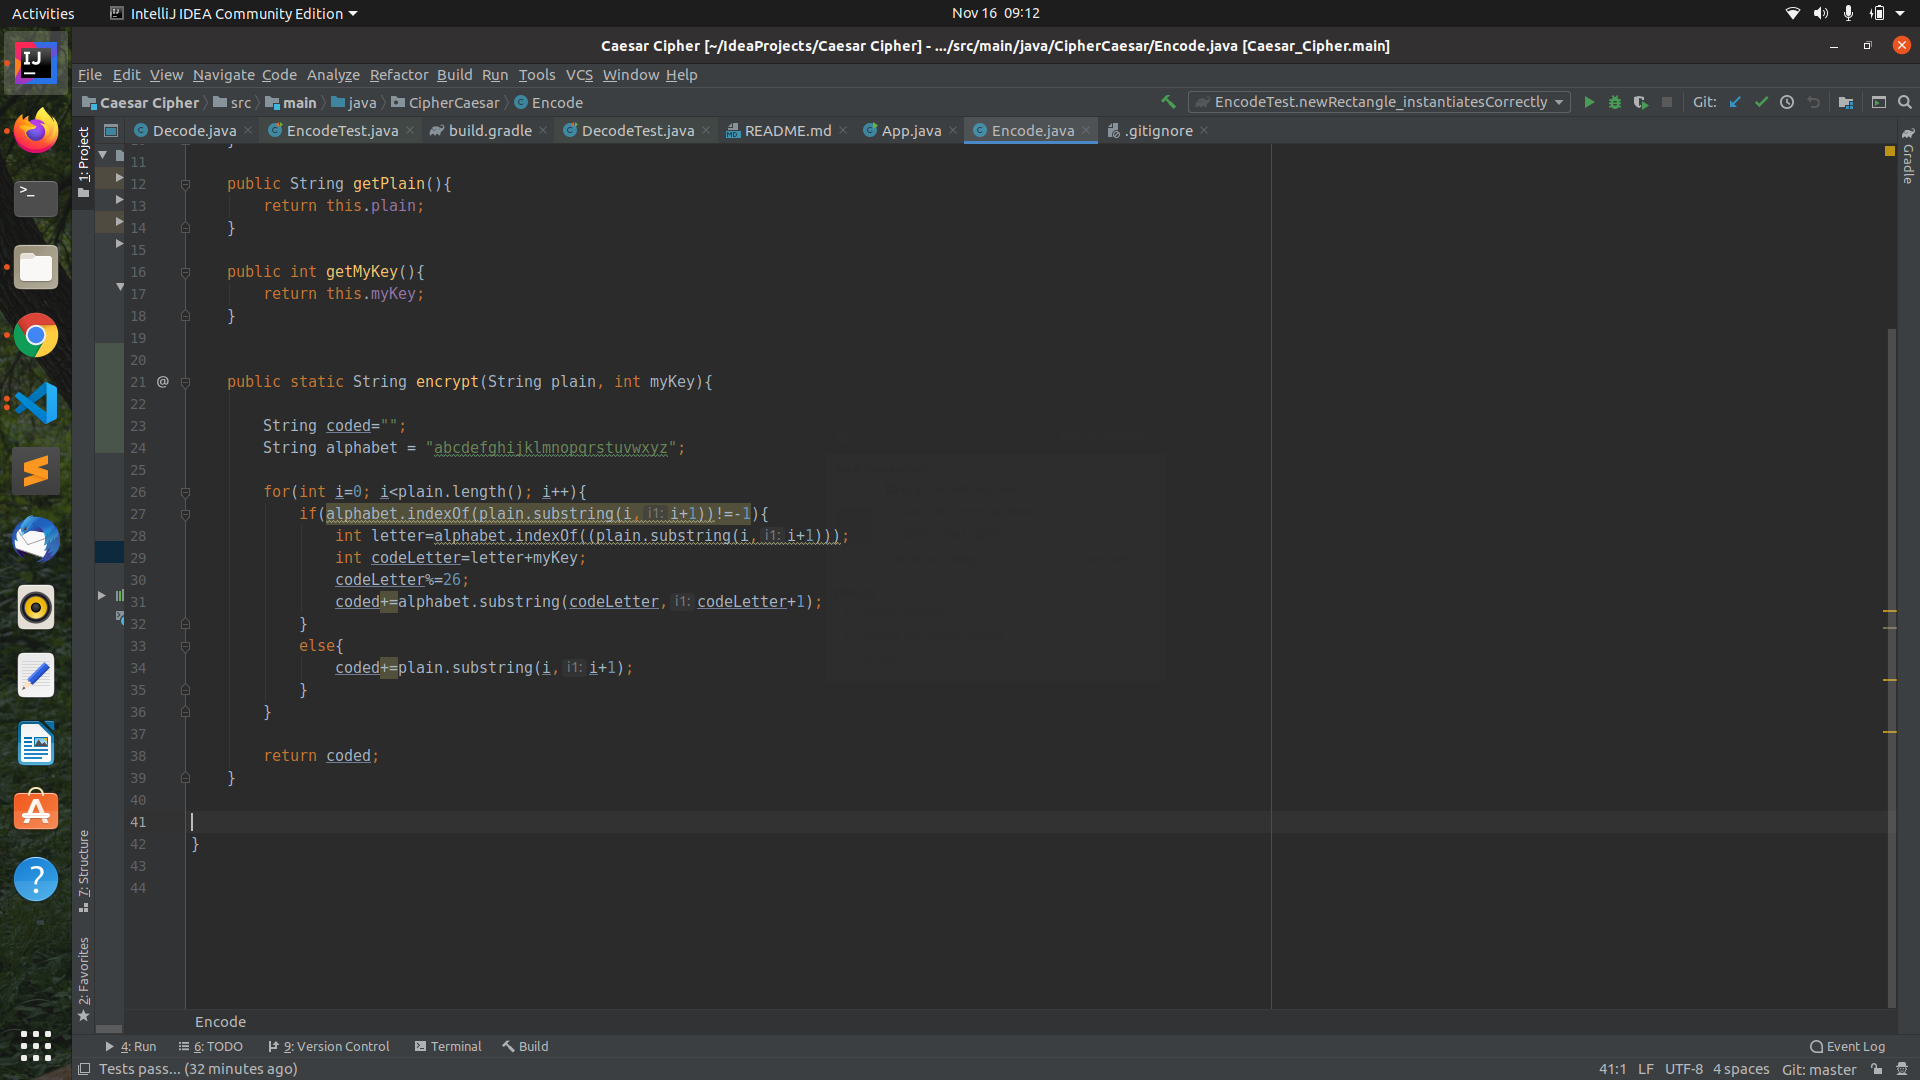 Activities
IntelliJ IDEA Community Edition
Nov 16 09:12
Caesar Cipher [~/IdeaProjects/Caesar Cipher] - .../src/main/java/CipherCaesar/Encode.java [Caesar_Cipher.main]
File Edit View Navigate Code Analyze Refactor Build Run Tools VCS Window Help
Caesar Cipher src main java CipherCaesar Encode
EncodeTest.newRectangle_instantiatesCorrectly
Git:
Decode.java EncodeTest.java build.gradle DecodeTest.java README.md App.java Encode.java .gitignore
1: Project
7: Structure
2: Favorites
Gradle
11
12 public String getPlain(){
13 return this.plain;
14 }
15
16 public int getMyKey(){
17 return this.myKey;
18 }
19
20
21 @ public static String encrypt(String plain, int myKey){
22
23 String coded="";
24 String alphabet = "abcdefghijklmnopqrstuvwxyz";
25
26 for(int i=0; i<plain.length(); i++){
27 if(alphabet.indexOf(plain.substring(i, i1: i+1))!=-1){
28 int letter=alphabet.indexOf((plain.substring(i, i1: i+1)));
29 int codeLetter=letter+myKey;
30 codeLetter%=26;
31 coded+=alphabet.substring(codeLetter, i1: codeLetter+1);
32 }
33 else{
34 coded+=plain.substring(i, i1: i+1);
35 }
36 }
37
38 return coded;
39 }
40
41
42 }
43
44
Encode
4: Run 6: TODO 9: Version Control Terminal Build
Event Log
Tests pass... (32 minutes ago)
41:1 LF UTF-8 4 spaces Git: master